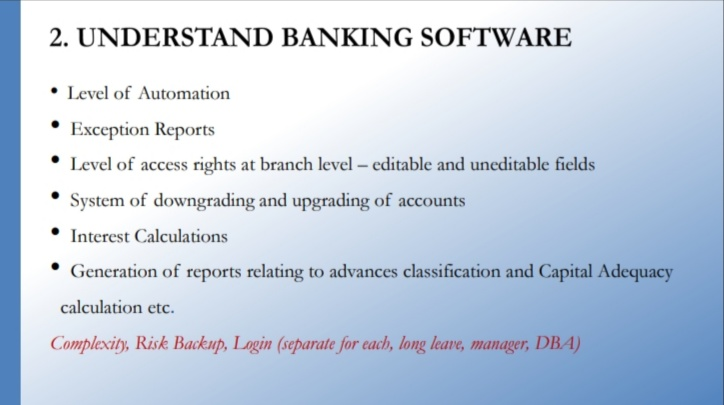 2. UNDERSTAND BANKING SOFTWARE
• Level of Automation
• Exception Reports
• Level of access rights at branch level – editable and uneditable fields
• System of downgrading and upgrading of accounts
• Interest Calculations
• Generation of reports relating to advances classification and Capital Adequacy
calculation etc.
Complexity, Risk Backup, Login (separate for each, long leave, manager, DBA)